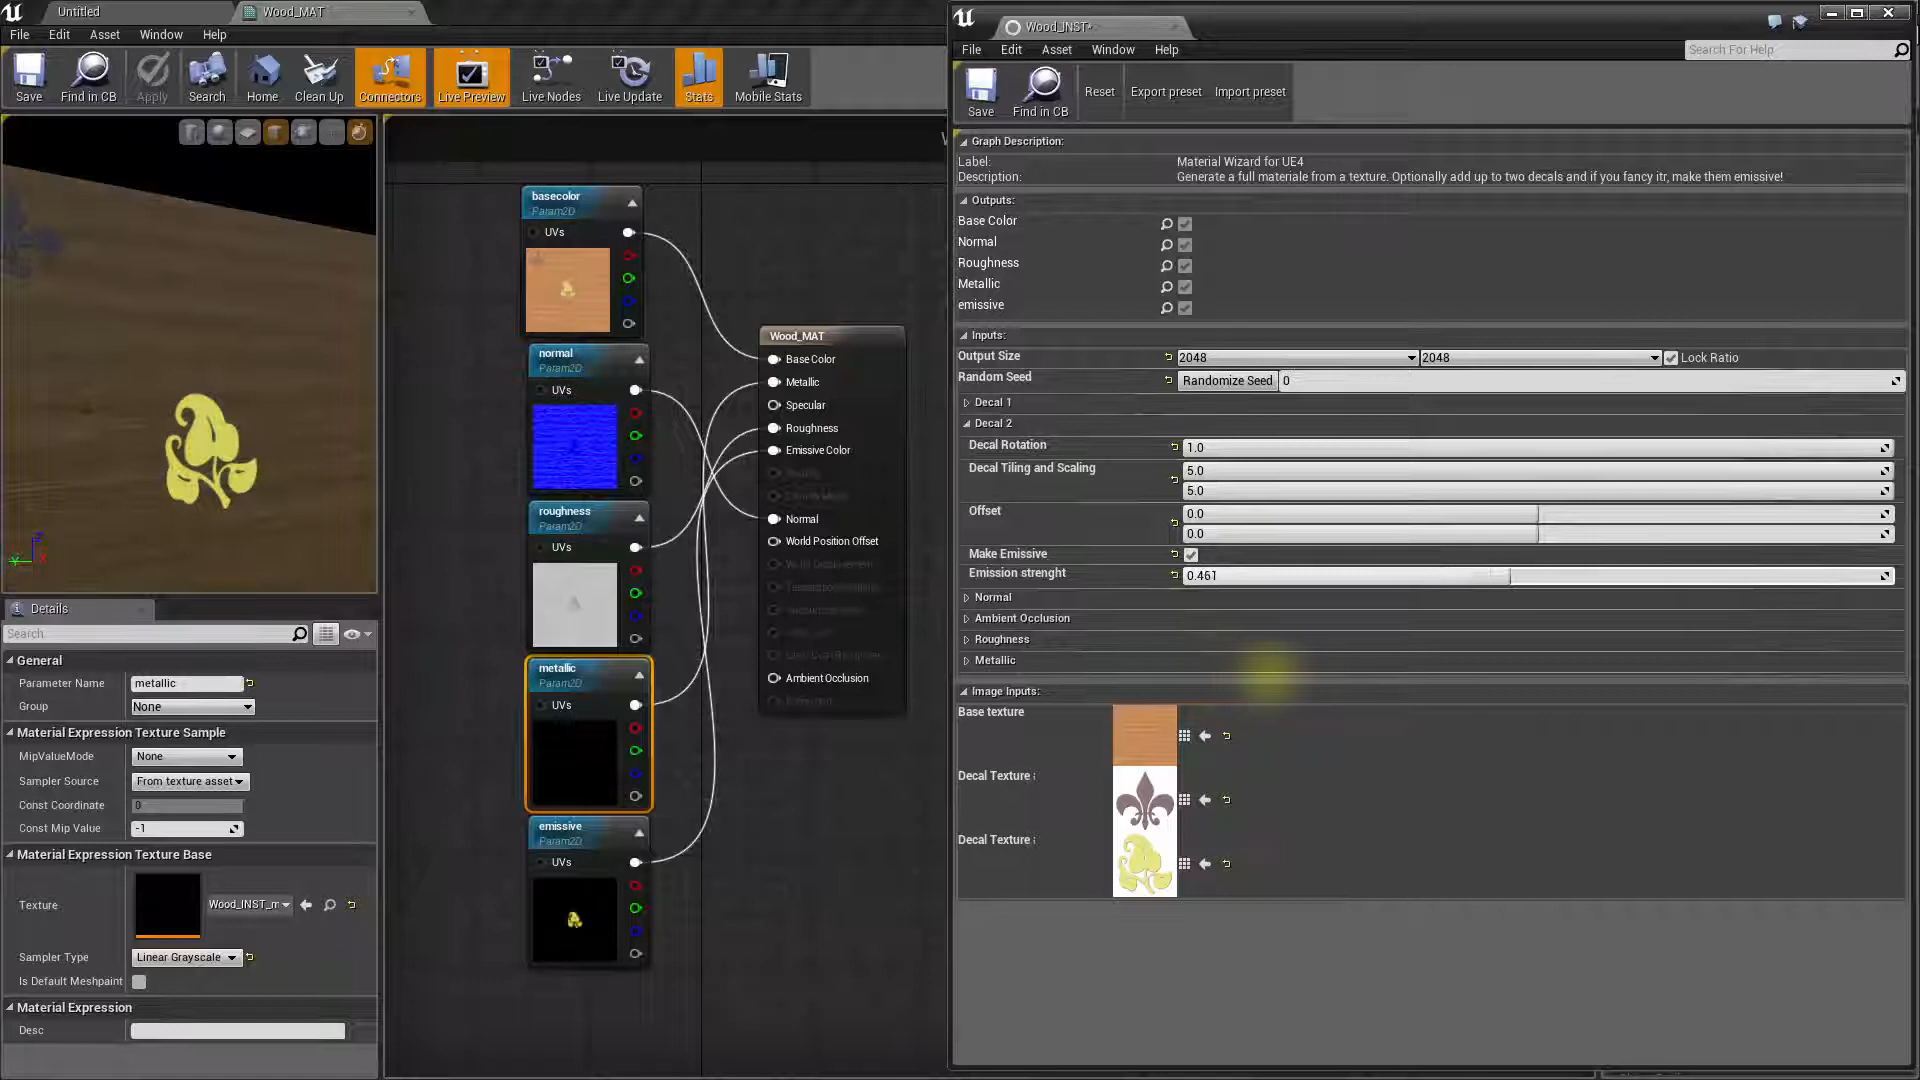 Untitled
Wood_MAT
File Edit Asset Window Help
Save
Find in CB
Apply
Search
Home
Clean Up
Connectors
Live Preview
Live Nodes
Live Update
Stats
Mobile Stats
Details
Search
General
Parameter Name metallic
Group None
Material Expression Texture Sample
MipValueMode None
Sampler Source From texture asset
Const Coordinate 0
Const Mip Value -1
Material Expression Texture Base
Texture Wood_INST_m
Sampler Type Linear Grayscale
Is Default Meshpaint
Material Expression
Desc
basecolor
Param2D
UVs
normal
Param2D
UVs
roughness
Param2D
UVs
metallic
Param2D
UVs
emissive
Param2D
UVs
Wood_MAT
Base Color
Metallic
Specular
Roughness
Emissive Color
Normal
World Position Offset
World Displacement
Ambient Occlusion
Wood_INST*
File Edit Asset Window Help
Search For Help
Save
Find in CB
Reset
Export preset
Import preset
Graph Description:
Label: Material Wizard for UE4
Description: Generate a full materiale from a texture. Optionally add up to two decals and if you fancy itr, make them emissive!
Outputs:
Base Color
Normal
Roughness
Metallic
emissive
Inputs:
Output Size 2048 2048 Lock Ratio
Random Seed Randomize Seed 0
Decal 1
Decal 2
Decal Rotation 1.0
Decal Tiling and Scaling 5.0
5.0
Offset 0.0
0.0
Make Emissive
Emission strenght 0.461
Normal
Ambient Occlusion
Roughness
Metallic
Image Inputs:
Base texture
Decal Texture
Decal Texture